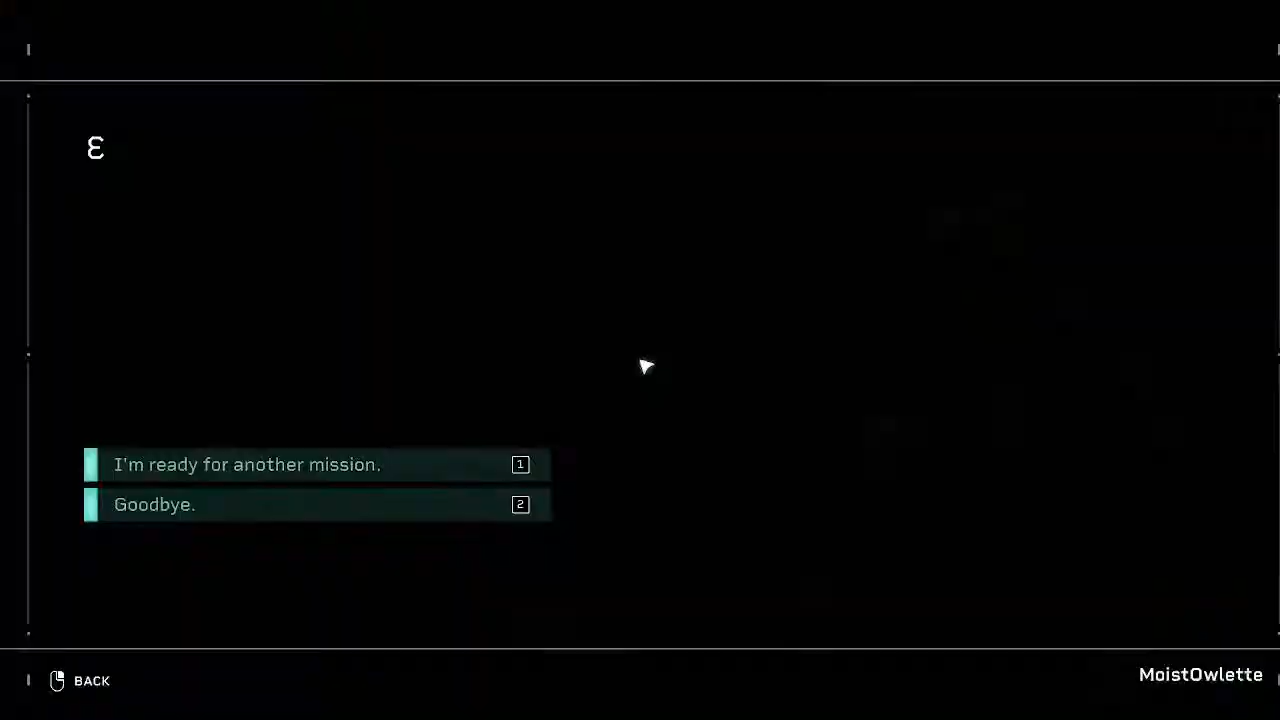 ε
I'm ready for another mission. 1
Goodbye. 2
BACK
MoistOwlette